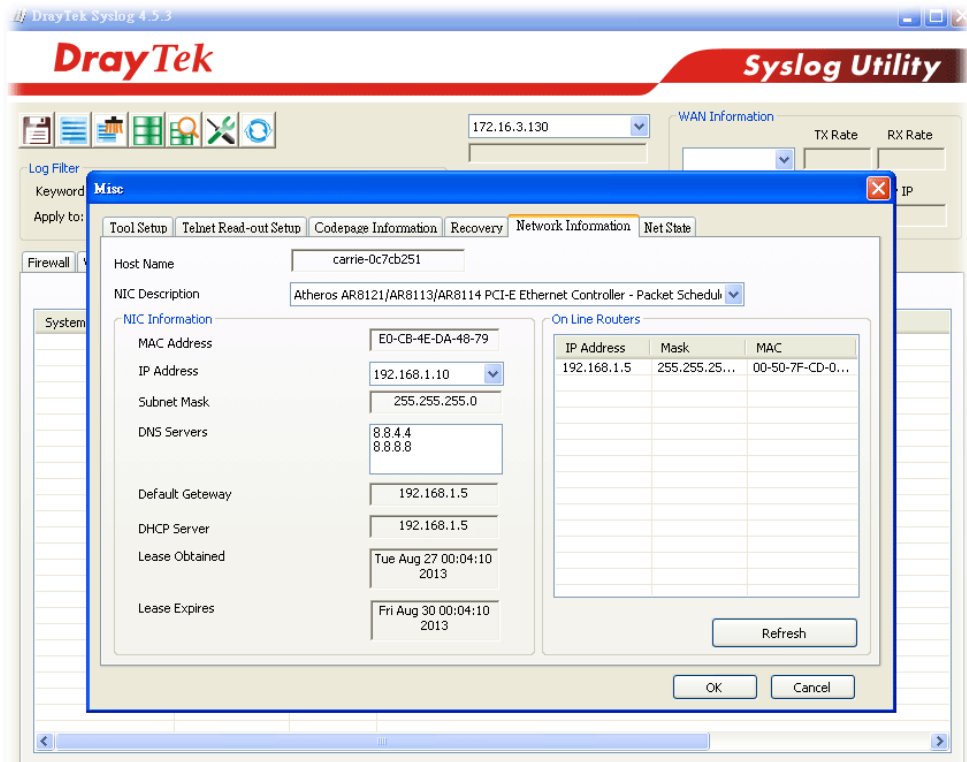 DrayTek Syslog 4.5.3
DrayTek
Syslog Utility
172.16.3.130
WAN Information
TX Rate RX Rate
Log Filter
Keyword
IP
Apply to:
Misc
Tool Setup Telnet Read-out Setup Codepage Information Recovery Network Information Net State
Firewall
System
Host Name carrie-0c7cb251
NIC Description Atheros AR8121/AR8113/AR8114 PCI-E Ethernet Controller - Packet Schedul
NIC Information
MAC Address E0-CB-4E-DA-48-79
IP Address 192.168.1.10
Subnet Mask 255.255.255.0
DNS Servers 8.8.4.4
8.8.8.8
Default Geteway 192.168.1.5
DHCP Server 192.168.1.5
Lease Obtained Tue Aug 27 00:04:10
2013
Lease Expires Fri Aug 30 00:04:10
2013
On Line Routers
IP Address Mask MAC
192.168.1.5 255.255.25... 00-50-7F-CD-0...
Refresh
OK Cancel